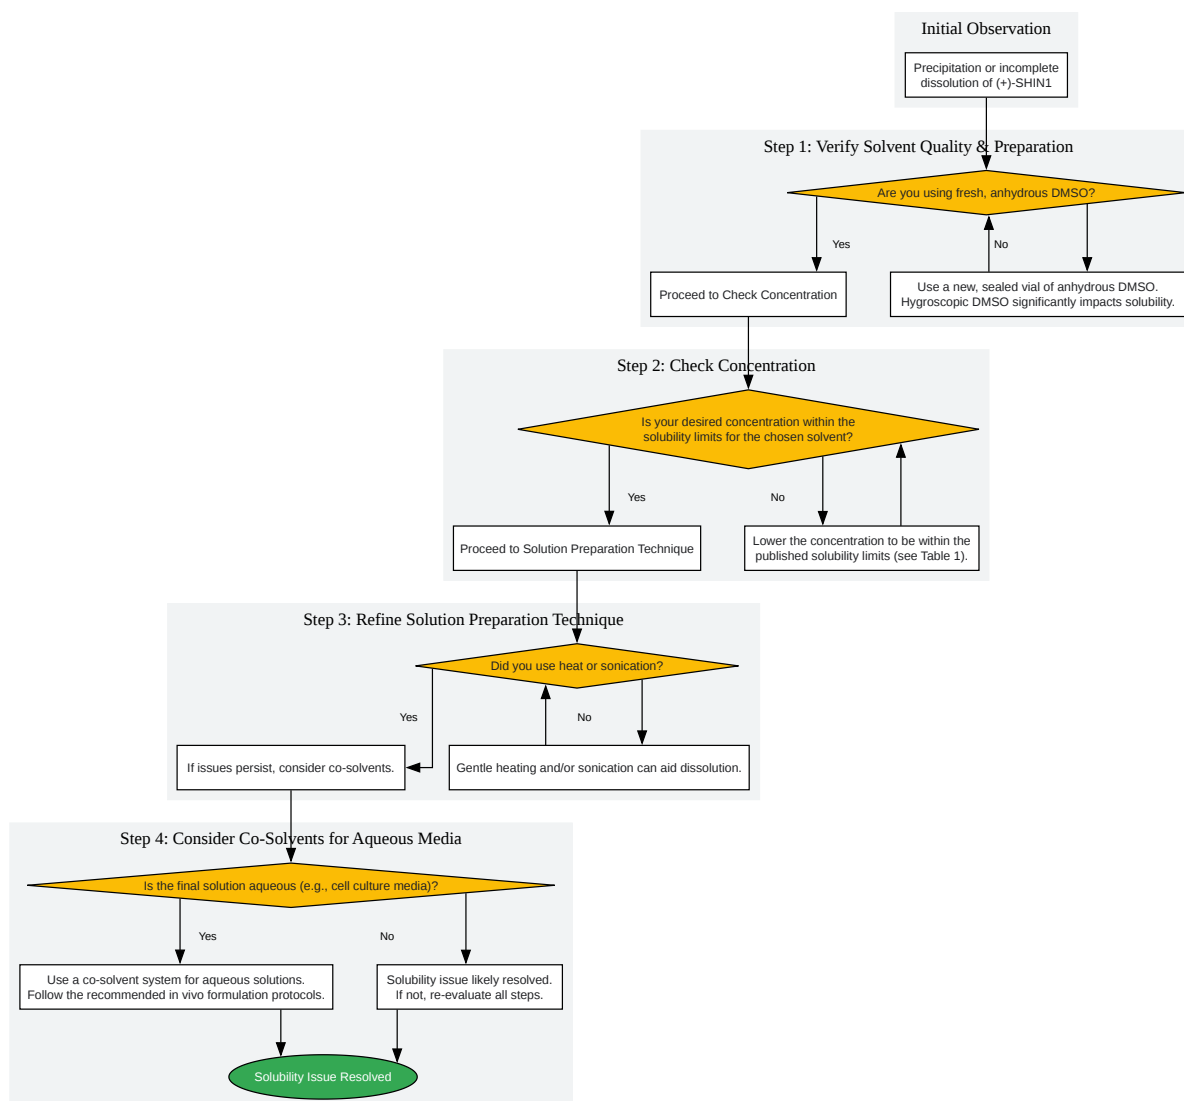 Initial Observation
Precipitation or incomplete
dissolution of (+)-SHIN1
Step 1: Verify Solvent Quality & Preparation
Are you using fresh, anhydrous DMSO?
Yes
No
Proceed to Check Concentration
Use a new, sealed vial of anhydrous DMSO.
Hygroscopic DMSO significantly impacts solubility.
Step 2: Check Concentration
Is your desired concentration within the
solubility limits for the chosen solvent?
Yes
No
Proceed to Solution Preparation Technique
Lower the concentration to be within the
published solubility limits (see Table 1).
Step 3: Refine Solution Preparation Technique
Did you use heat or sonication?
Yes
No
If issues persist, consider co-solvents.
Gentle heating and/or sonication can aid dissolution.
Step 4: Consider Co-Solvents for Aqueous Media
Is the final solution aqueous (e.g., cell culture media)?
Yes
No
Use a co-solvent system for aqueous solutions.
Follow the recommended in vivo formulation protocols.
Solubility issue likely resolved.
If not, re-evaluate all steps.
Solubility Issue Resolved